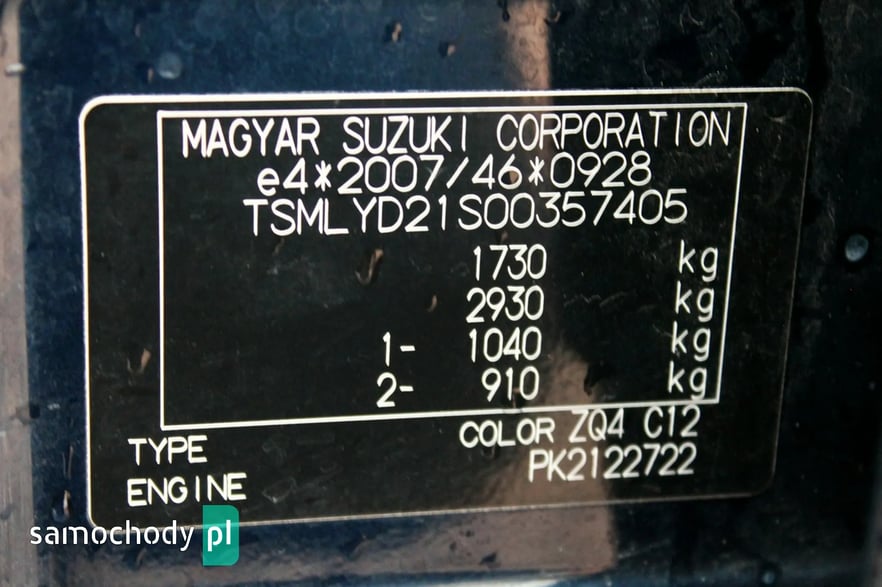 MAGYAR SUZUKI CORPORATION
e4*2007/46*0928
TSMLYD21S00357405
1730 kg
2930 kg
1- 1040 kg
2- 910 kg
TYPE COLOR ZQ4 C12
ENGINE PK2122722
samochody pl